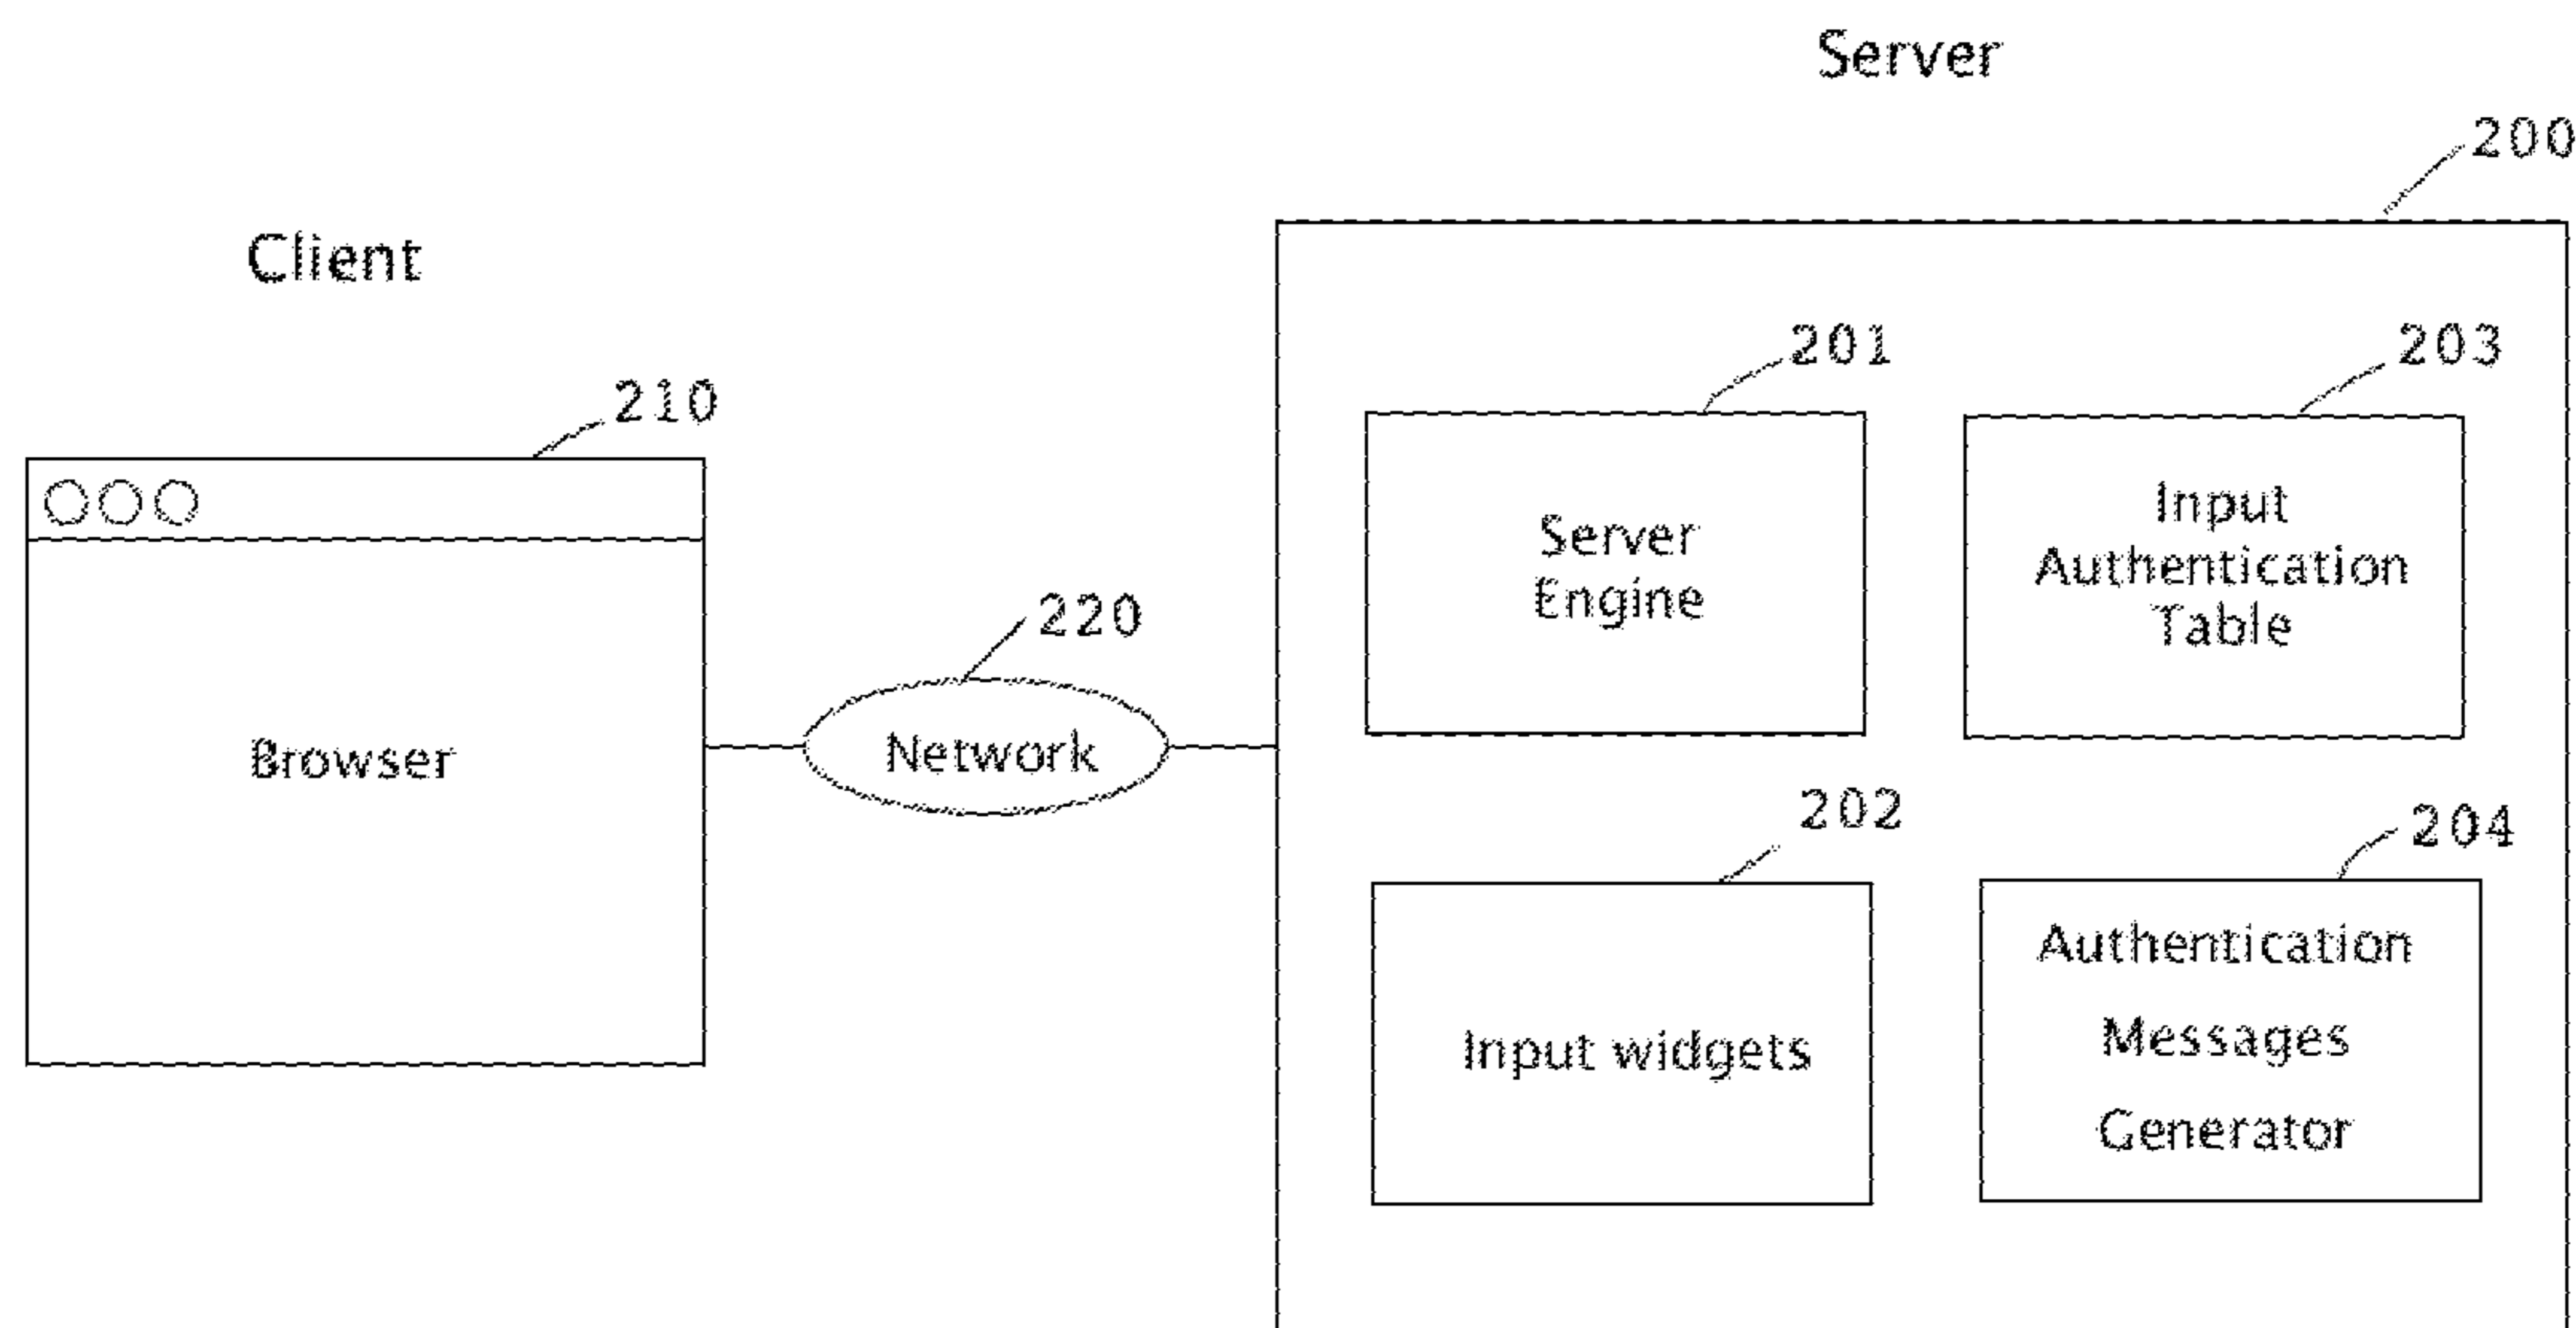 Server
200
Client
210
Browser
220
Network
201
Server
Engine
203
Input
Authentication
Table
202
Input widgets
204
Authentication
Messages
Generator